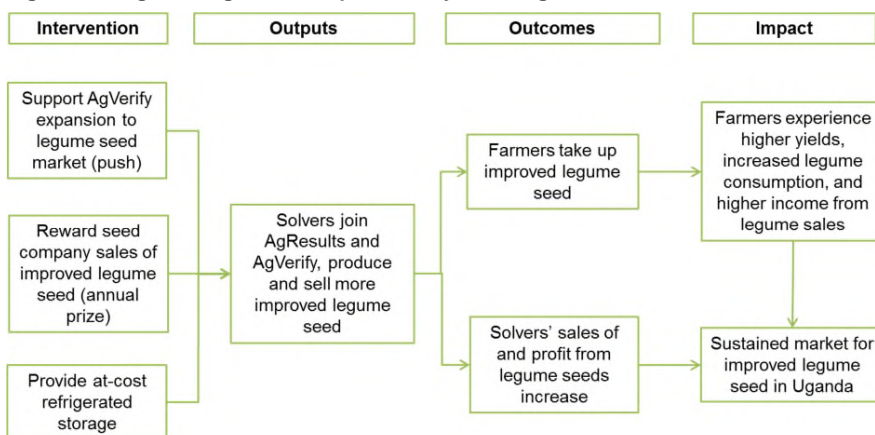 Intervention
Outputs
Outcomes
Impact
Support AgVerify
expansion to
legume seed
market (push)
Reward seed
company sales of
improved legume
seed (annual
prize)
Provide at-cost
refrigerated
storage
Solvers join
AgResults and
AgVerify, produce
and sell more
improved legume
seed
Farmers take up
improved legume
seed
Solvers' sales of
and profit from
legume seeds
increase
Farmers experience
higher yields,
increased legume
consumption, and
higher income from
legume sales
Sustained market for
improved legume
seed in Uganda